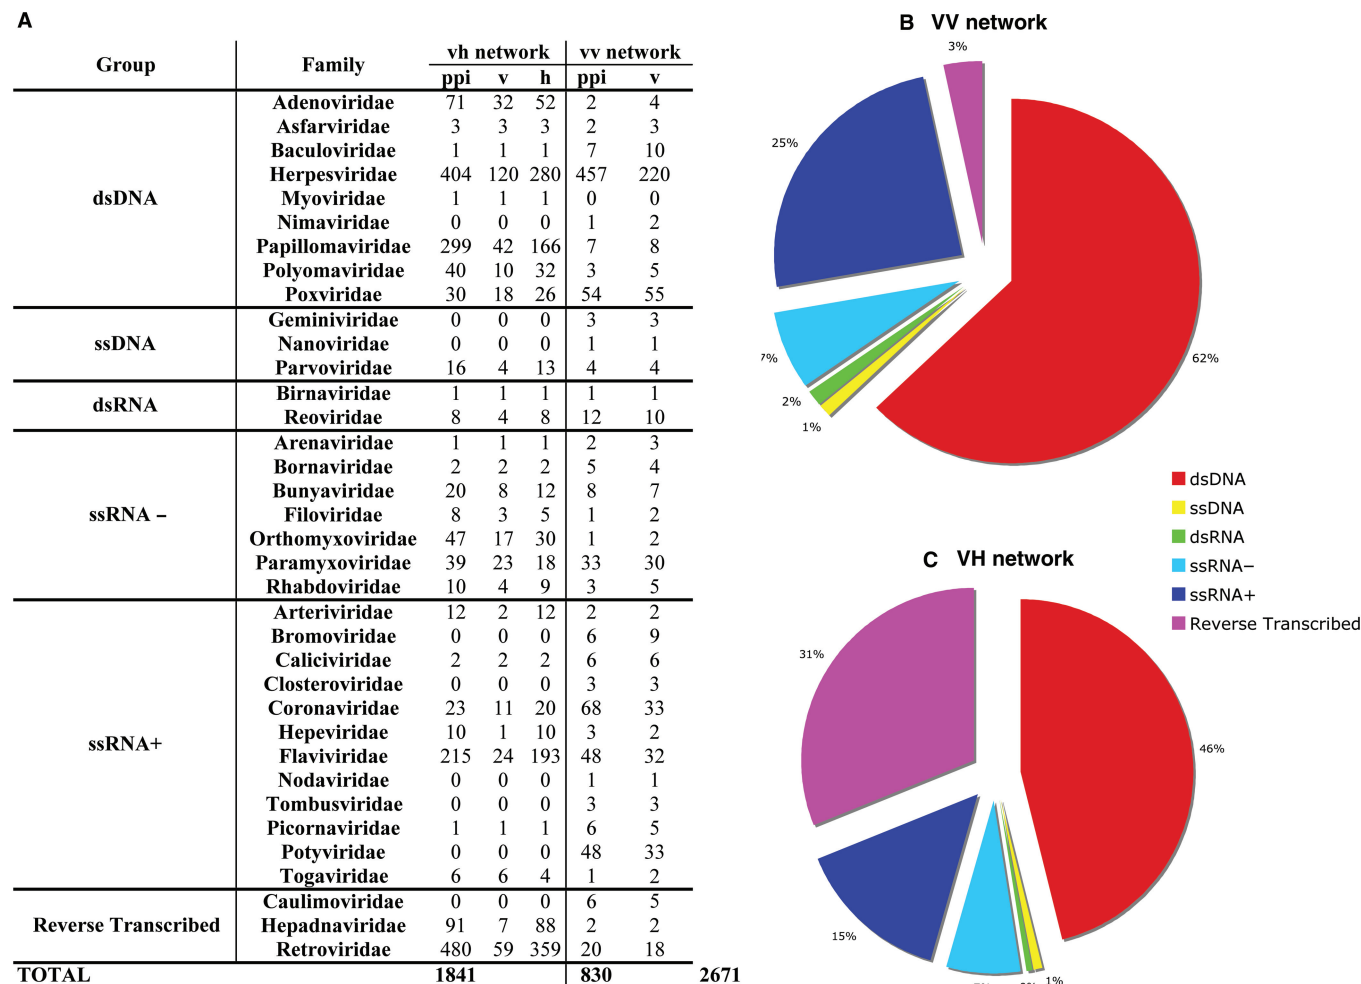 A
Group Family vh network vv network
ppi v h ppi v
dsDNA
Adenoviridae 71 32 52 2 4
Asfarviridae 3 3 3 2 3
Baculoviridae 1 1 1 7 10
Herpesviridae 404 120 280 457 220
Myoviridae 1 1 1 0 0
Nimaviridae 0 0 0 1 2
Papillomaviridae 299 42 166 7 8
Polyomaviridae 40 10 32 3 5
Poxviridae 30 18 26 54 55
ssDNA
Geminiviridae 0 0 0 3 3
Nanoviridae 0 0 0 1 1
Parvoviridae 16 4 13 4 4
dsRNA
Birnaviridae 1 1 1 1 1
Reoviridae 8 4 8 12 10
ssRNA –
Arenaviridae 1 1 1 2 3
Bornaviridae 2 2 2 5 4
Bunyaviridae 20 8 12 8 7
Filoviridae 8 3 5 1 2
Orthomyxoviridae 47 17 30 1 2
Paramyxoviridae 39 23 18 33 30
Rhabdoviridae 10 4 9 3 5
ssRNA+
Arteriviridae 12 2 12 2 2
Bromoviridae 0 0 0 6 9
Caliciviridae 2 2 2 6 6
Closteroviridae 0 0 0 3 3
Coronaviridae 23 11 20 68 33
Hepeviridae 10 1 10 3 2
Flaviviridae 215 24 193 48 32
Nodaviridae 0 0 0 1 1
Tombusviridae 0 0 0 3 3
Picornaviridae 1 1 1 6 5
Potyviridae 0 0 0 48 33
Togaviridae 6 6 4 1 2
Reverse Transcribed
Caulimoviridae 0 0 0 6 5
Hepadnaviridae 91 7 88 2 2
Retroviridae 480 59 359 20 18
TOTAL 1841 830 2671
B VV network
3%
25%
7%
2%
1%
62%
dsDNA
ssDNA
dsRNA
ssRNA–
ssRNA+
Reverse Transcribed
C VH network
31%
46%
15%
1%